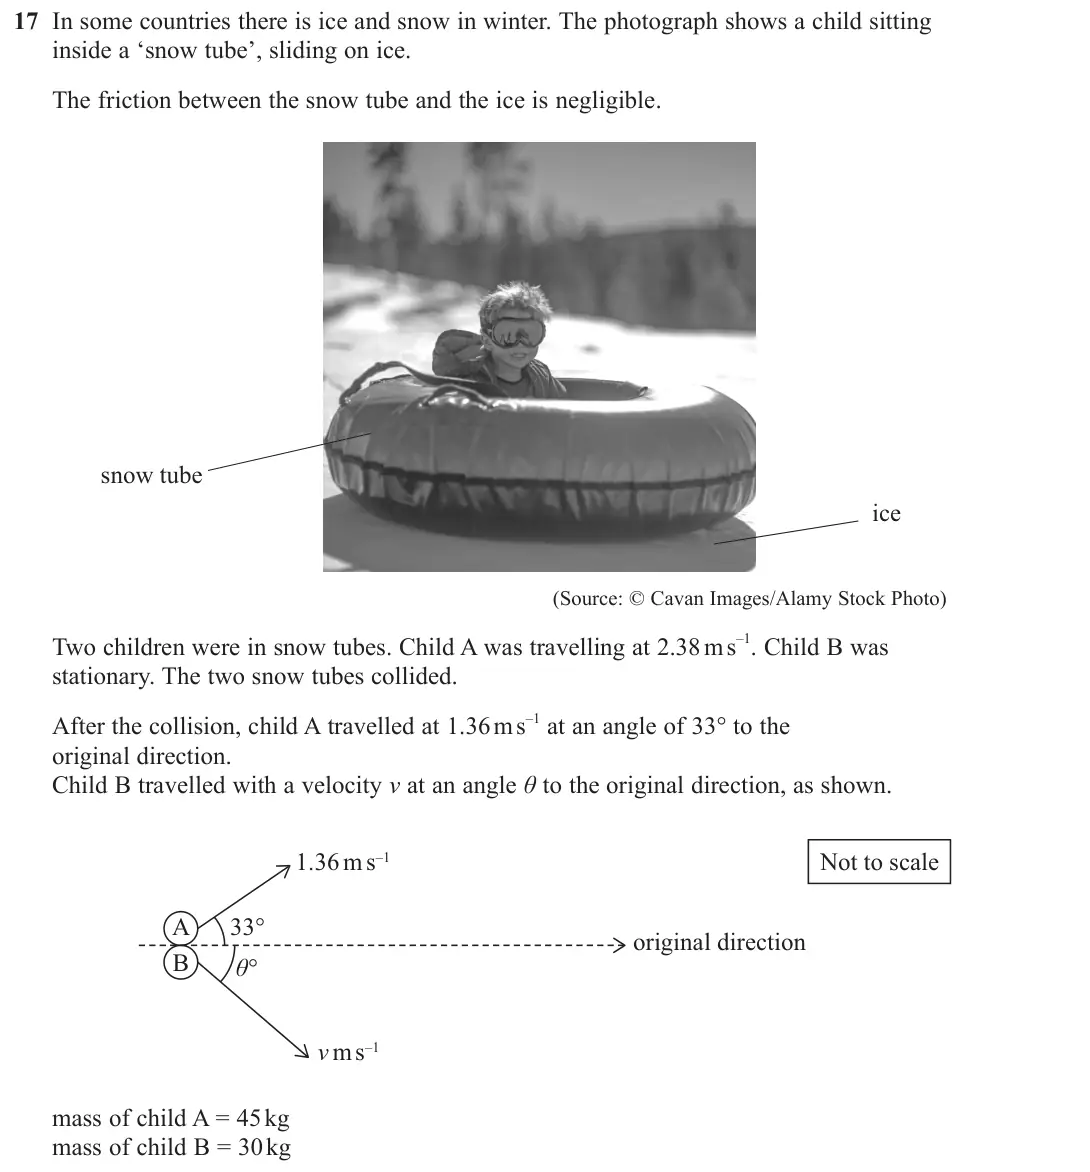 17 In some countries there is ice and snow in winter. The photograph shows a child sitting
inside a ‘snow tube’, sliding on ice.
The friction between the snow tube and the ice is negligible.
snow tube
ice
(Source: © Cavan Images/Alamy Stock Photo)
Two children were in snow tubes. Child A was travelling at 2.38 m s⁻¹. Child B was
stationary. The two snow tubes collided.
After the collision, child A travelled at 1.36 m s⁻¹ at an angle of 33° to the
original direction.
Child B travelled with a velocity v at an angle θ to the original direction, as shown.
1.36 m s⁻¹
Not to scale
A
33°
original direction
B
θ°
v m s⁻¹
mass of child A = 45 kg
mass of child B = 30 kg